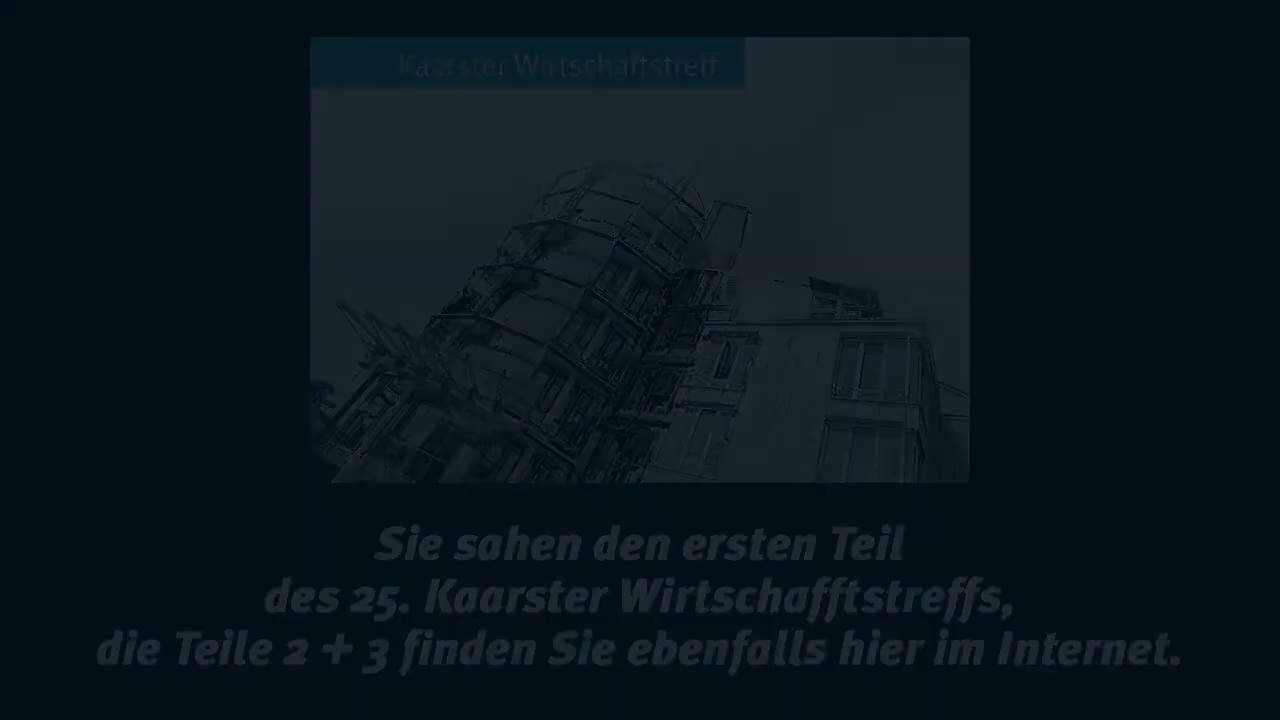 Kaarster Wirtschaftstreff
Sie sahen den ersten Teil
des 25. Kaarster Wirtschafftstreffs,
die Teile 2 + 3 finden Sie ebenfalls hier im Internet.